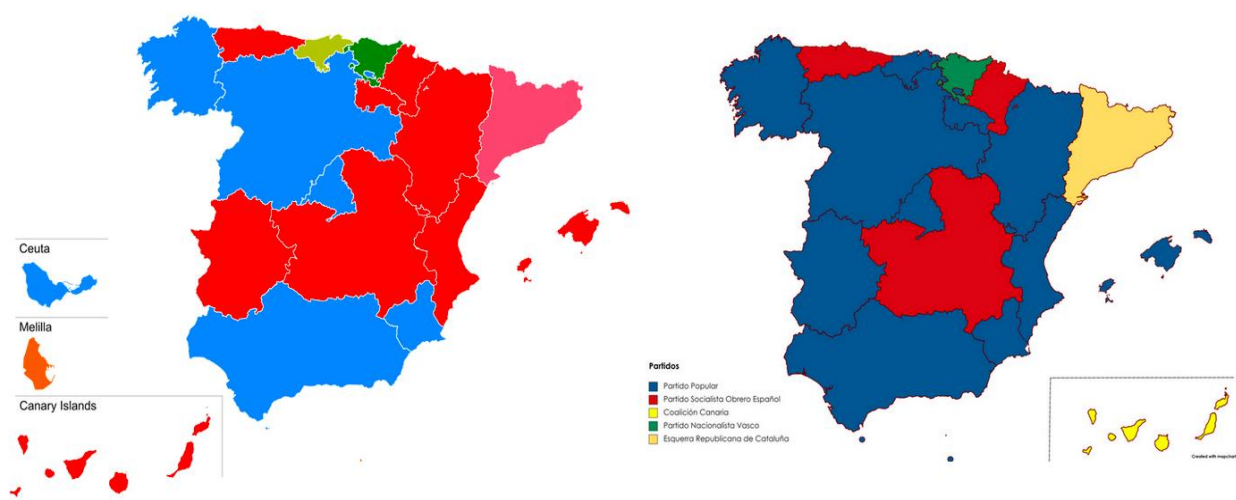 Ceuta
Melilla
Canary Islands
Partidos
Partido Popular
Partido Socialista Obrero Español
Coalición Canaria
Partido Nacionalista Vasco
Esquerra Republicana de Cataluña
Created with mapchart